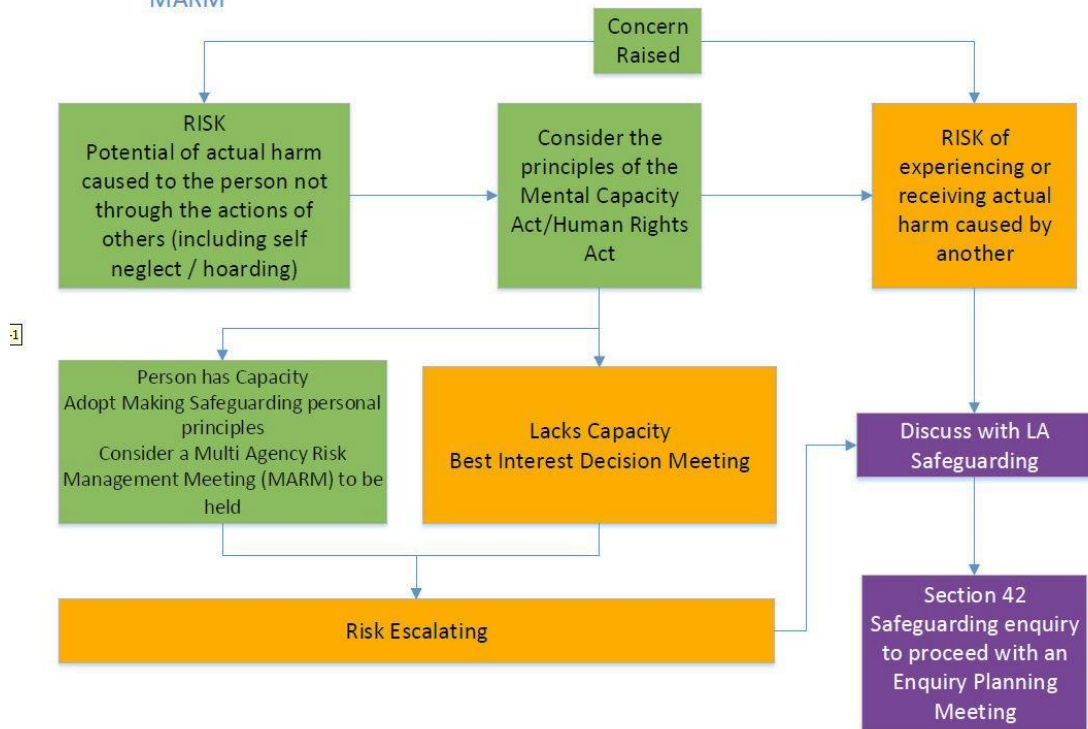 MARM
Concern
Raised
RISK
Potential of actual harm
caused to the person not
through the actions of
others (including self
neglect / hoarding)
Consider the
principles of the
Mental Capacity
Act/Human Rights
Act
RISK of
experiencing or
receiving actual
harm caused by
another
-1
Person has Capacity
Adopt Making Safeguarding personal
principles
Consider a Multi Agency Risk
Management Meeting (MARM) to be
held
Lacks Capacity
Best Interest Decision Meeting
Discuss with LA
Safeguarding
Risk Escalating
Section 42
Safeguarding enquiry
to proceed with an
Enquiry Planning
Meeting